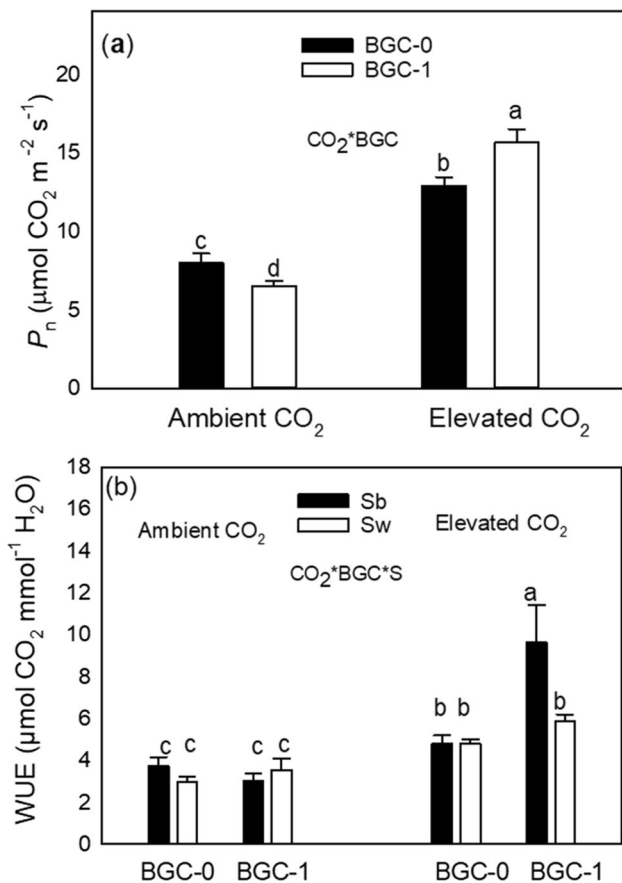 (a)
BGC-0
BGC-1
CO₂*BGC
P_n (μmol CO₂ m⁻² s⁻¹)
20
15
10
5
0
c
d
b
a
Ambient CO₂
Elevated CO₂
(b)
Sb
Sw
Ambient CO₂
Elevated CO₂
CO₂*BGC*S
WUE (μmol CO₂ mmol⁻¹ H₂O)
18
16
14
12
10
8
6
4
2
0
c c
c c
b b
a
b
BGC-0
BGC-1
BGC-0
BGC-1